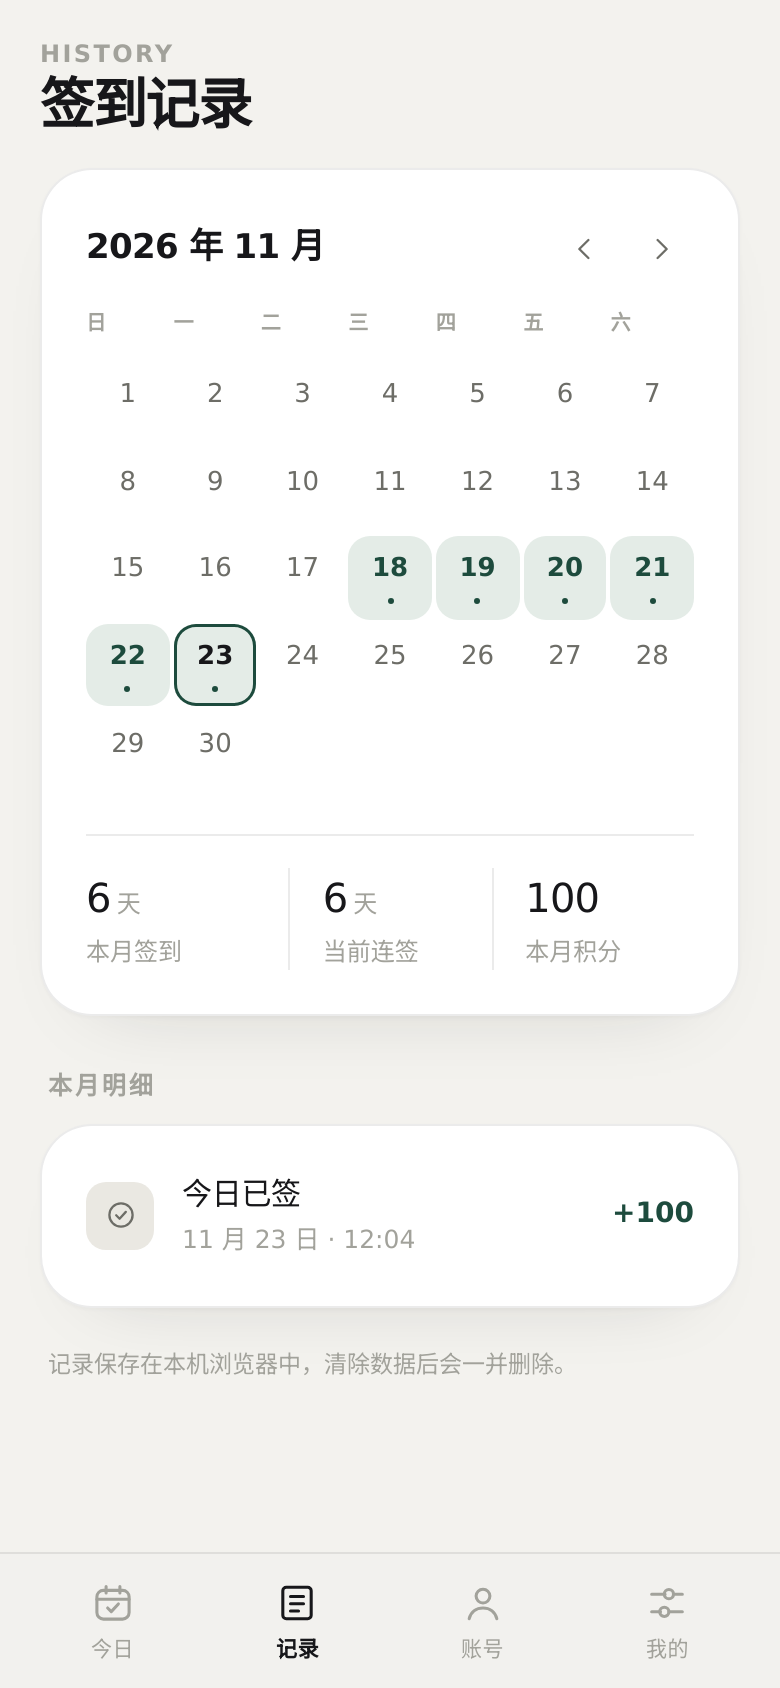 HISTORY
签到记录
2026 年 11 月
日 一 二 三 四 五 六
1 2 3 4 5 6 7
8 9 10 11 12 13 14
15 16 17 18 19 20 21
22 23 24 25 26 27 28
29 30
6 天 6 天 100
本月签到 当前连签 本月积分
本月明细
今日已签
11 月 23 日 · 12:04
+100
记录保存在本机浏览器中，清除数据后会一并删除。
今日 记录 账号 我的